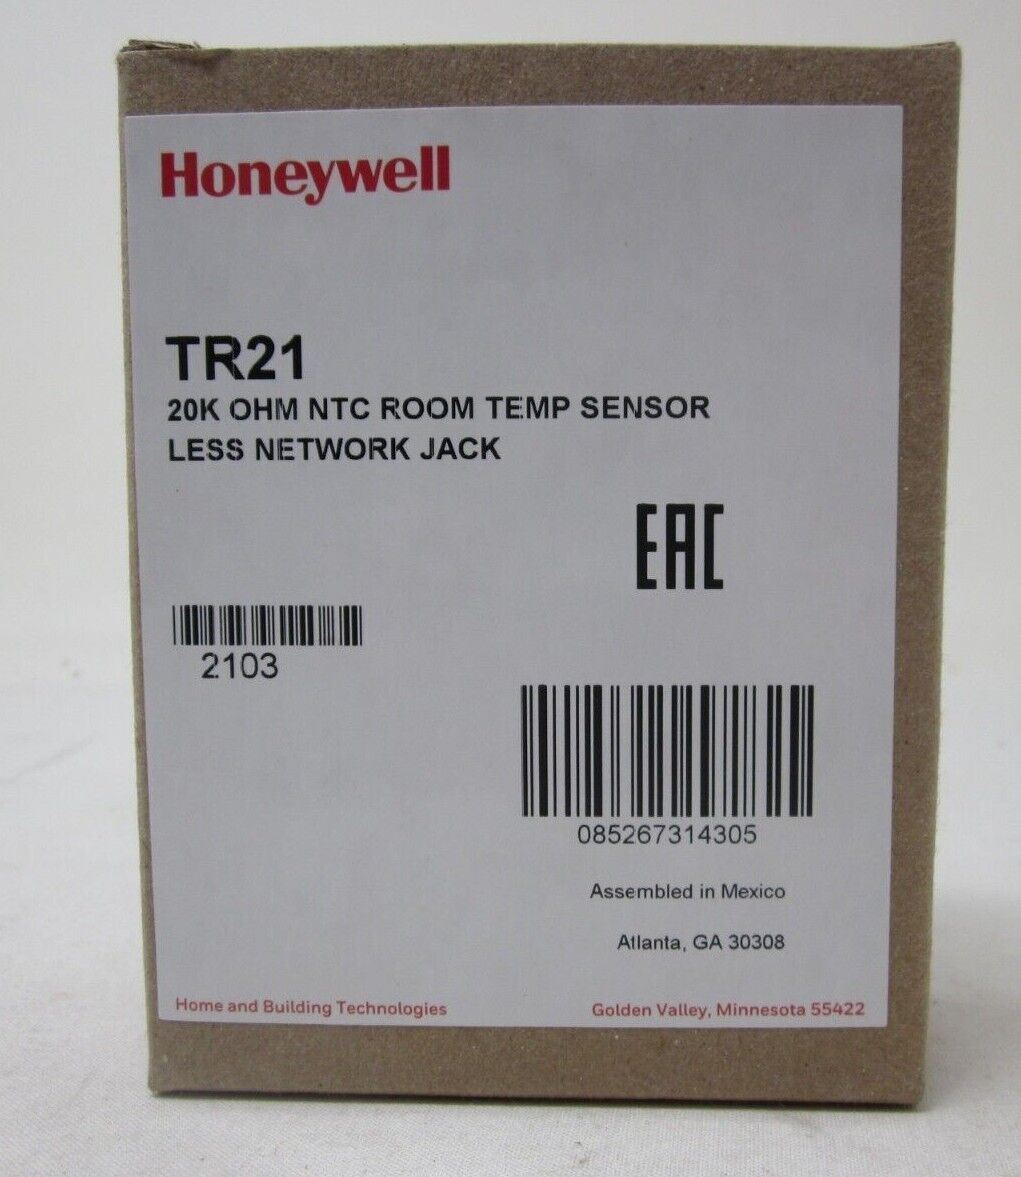 Honeywell
TR21
20K OHM NTC ROOM TEMP SENSOR
LESS NETWORK JACK
EAC
2103
085267314305
Assembled in Mexico
Atlanta, GA 30308
Home and Building Technologies
Golden Valley, Minnesota 55422